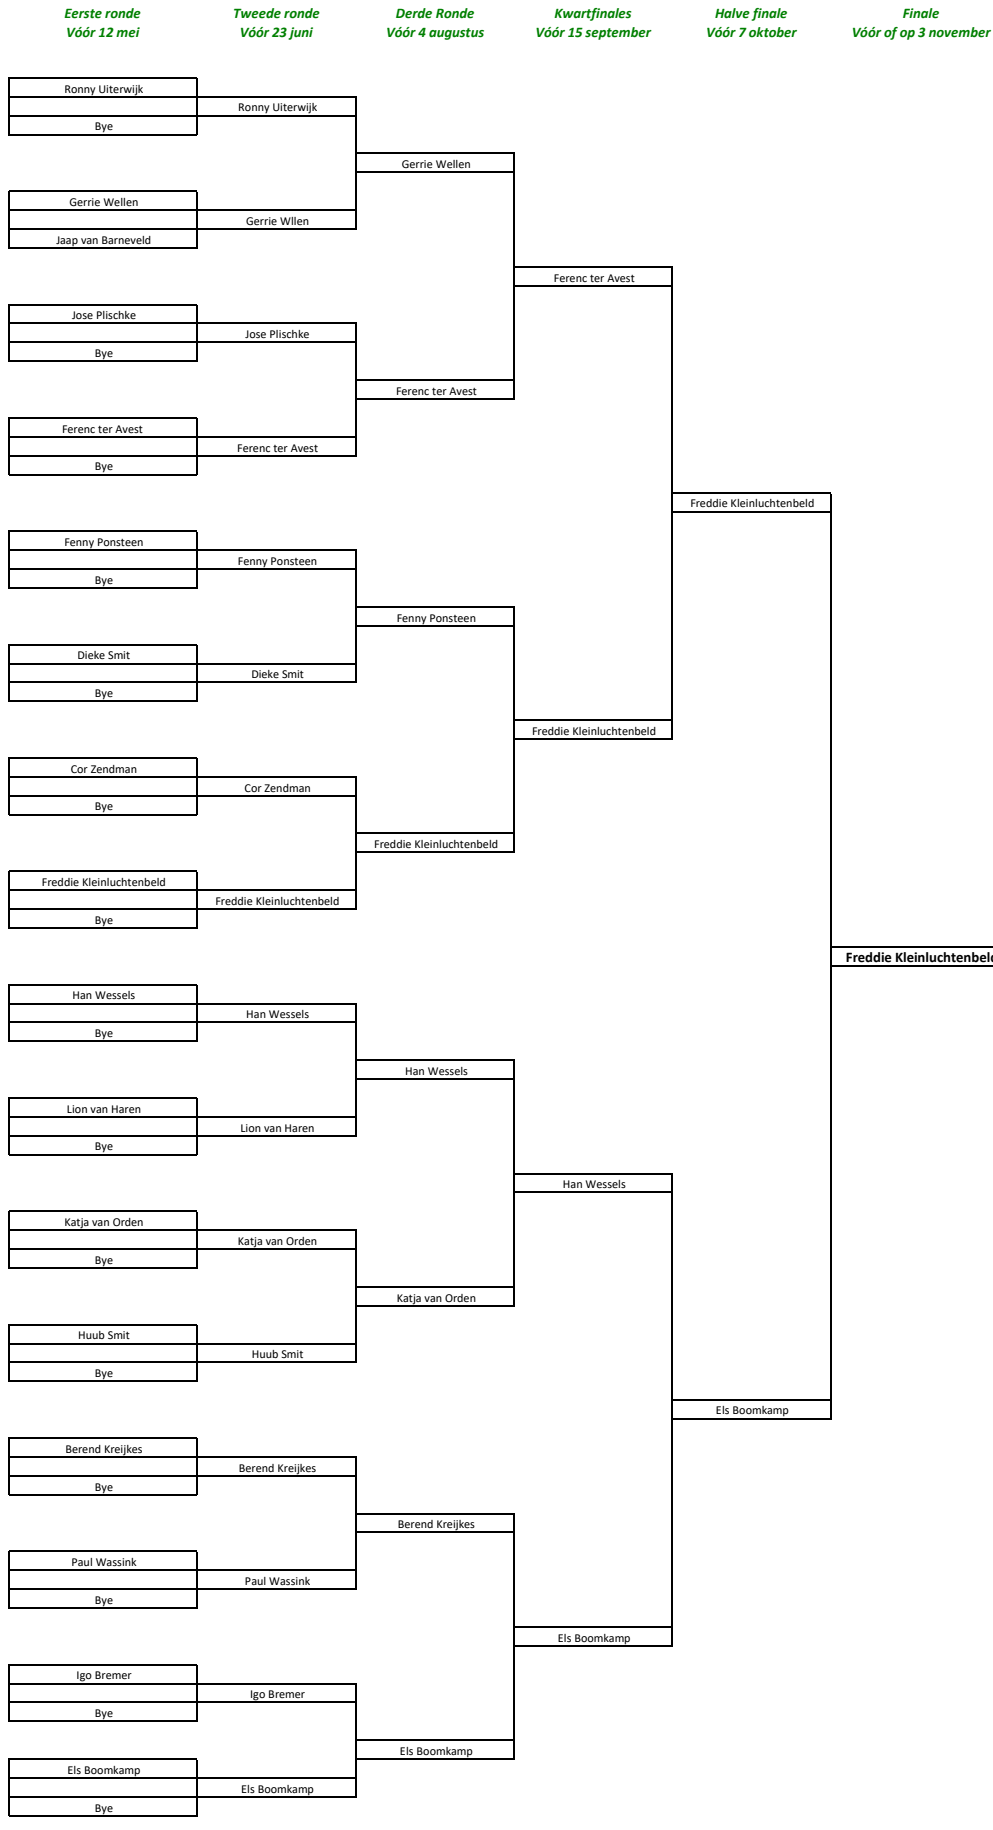 Eerste ronde
Vóór 12 mei
Tweede ronde
Vóór 23 juni
Derde Ronde
Vóór 4 augustus
Kwartfinales
Vóór 15 september
Halve finale
Vóór 7 oktober
Finale
Vóór of op 3 november
Ronny Uiterwijk
Ronny Uiterwijk
Bye
Gerrie Wellen
Gerrie Wellen
Gerrie Wllen
Jaap van Barneveld
Ferenc ter Avest
Jose Plischke
Jose Plischke
Bye
Ferenc ter Avest
Ferenc ter Avest
Ferenc ter Avest
Bye
Freddie Kleinluchtenbeld
Fenny Ponsteen
Fenny Ponsteen
Bye
Fenny Ponsteen
Dieke Smit
Dieke Smit
Bye
Freddie Kleinluchtenbeld
Cor Zendman
Cor Zendman
Bye
Freddie Kleinluchtenbeld
Freddie Kleinluchtenbeld
Freddie Kleinluchtenbeld
Bye
Freddie Kleinluchtenbeld
Han Wessels
Han Wessels
Bye
Han Wessels
Lion van Haren
Lion van Haren
Bye
Han Wessels
Katja van Orden
Katja van Orden
Bye
Katja van Orden
Huub Smit
Huub Smit
Bye
Els Boomkamp
Berend Kreijkes
Berend Kreijkes
Bye
Berend Kreijkes
Paul Wassink
Paul Wassink
Bye
Els Boomkamp
Igo Bremer
Igo Bremer
Bye
Els Boomkamp
Els Boomkamp
Els Boomkamp
Bye